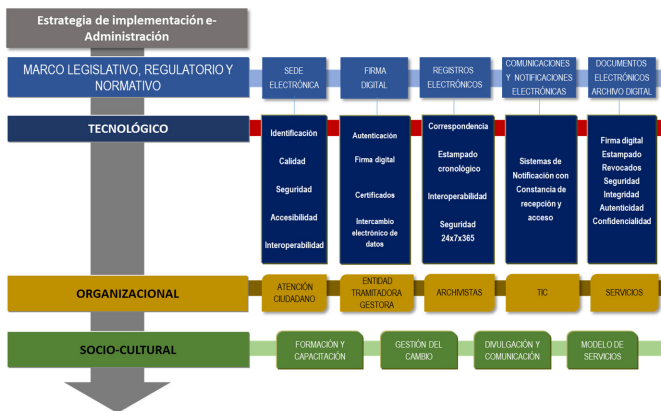 Estrategia de implementación e-
Administración
MARCO LEGISLATIVO, REGULATORIO Y
NORMATIVO
SEDE
ELECTRÓNICA
FIRMA
DIGITAL
REGISTROS
ELECTRÓNICOS
COMUNICACIONES
Y NOTIFICACIONES
ELECTRÓNICAS
DOCUMENTOS
ELECTRÓNICOS
ARCHIVO DIGITAL
TECNOLÓGICO
Identificación
Calidad
Seguridad
Accesibilidad
Interoperabilidad
Autenticación
Firma digital
Certificados
Intercambio
electrónico de
datos
Correspondencia
Estampado
cronológico
Interoperabilidad
Seguridad
24x7x365
Sistemas de
Notificación con
Constancia de
recepción y
acceso
Firma digital
Estampado
Revocados
Seguridad
Integridad
Autenticidad
Confidencialidad
ORGANIZACIONAL
ATENCIÓN
CIUDADANO
ENTIDAD
TRAMITADORA
GESTORA
ARCHIVISTAS
TIC
SERVICIOS
SOCIO-CULTURAL
FORMACIÓN Y
CAPACITACIÓN
GESTIÓN DEL
CAMBIO
DIVULGACIÓN Y
COMUNICACIÓN
MODELO DE
SERVICIOS